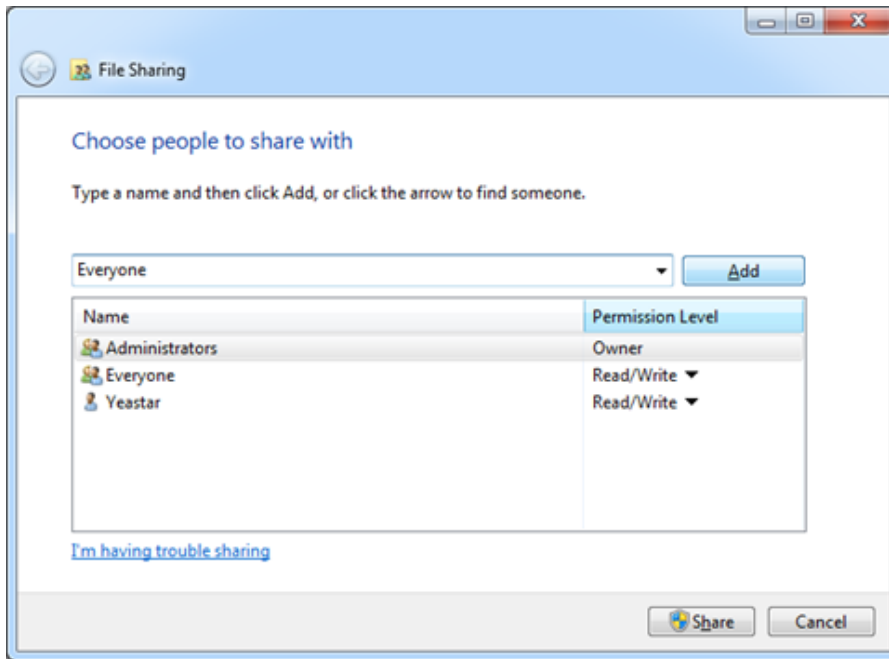 File Sharing
Choose people to share with
Type a name and then click Add, or click the arrow to find someone.
Everyone Add
Name Permission Level
Administrators Owner
Everyone Read/Write
Yeastar Read/Write
I'm having trouble sharing
Share Cancel